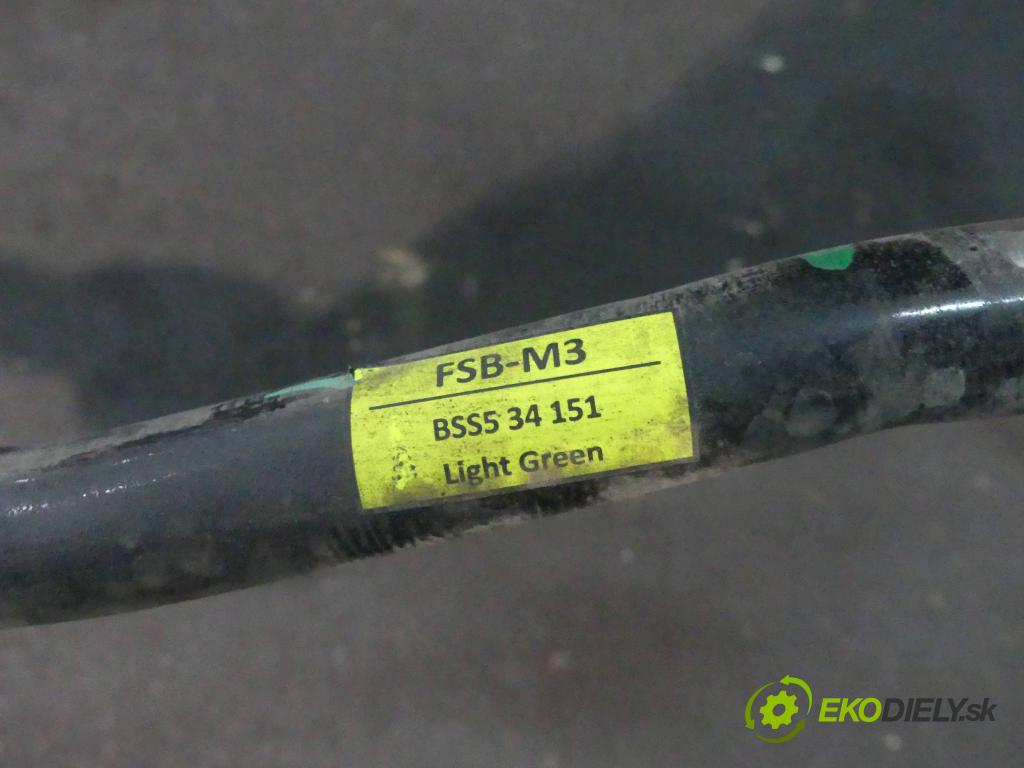 FSB-M3
BSS5 34 151
Light Green
EKODIELY.sk